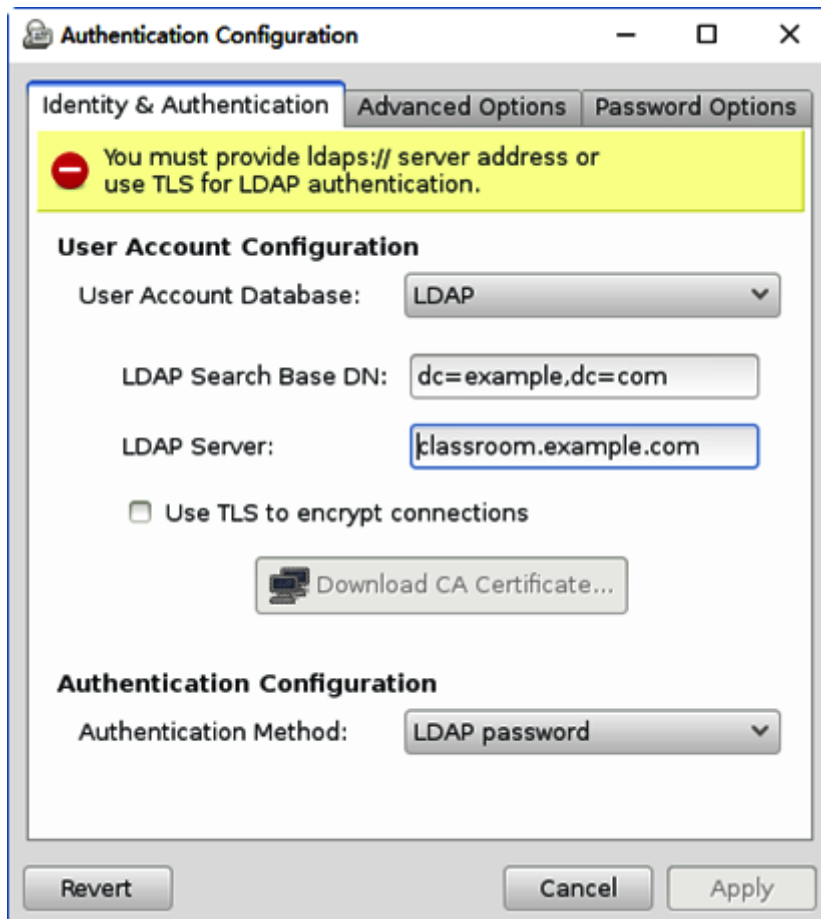 Authentication Configuration
Identity & Authentication Advanced Options Password Options
You must provide ldaps:// server address or
use TLS for LDAP authentication.
User Account Configuration
User Account Database: LDAP
LDAP Search Base DN: dc=example,dc=com
LDAP Server: classroom.example.com
Use TLS to encrypt connections
Download CA Certificate...
Authentication Configuration
Authentication Method: LDAP password
Revert Cancel Apply